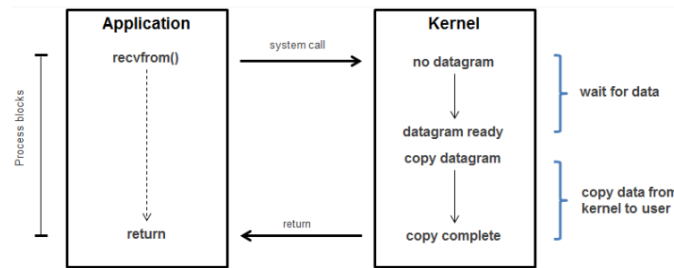 Application
Kernel
recvfrom()
system call
no datagram
wait for data
datagram ready
copy datagram
Process blocks
copy data from
kernel to user
return
return
copy complete